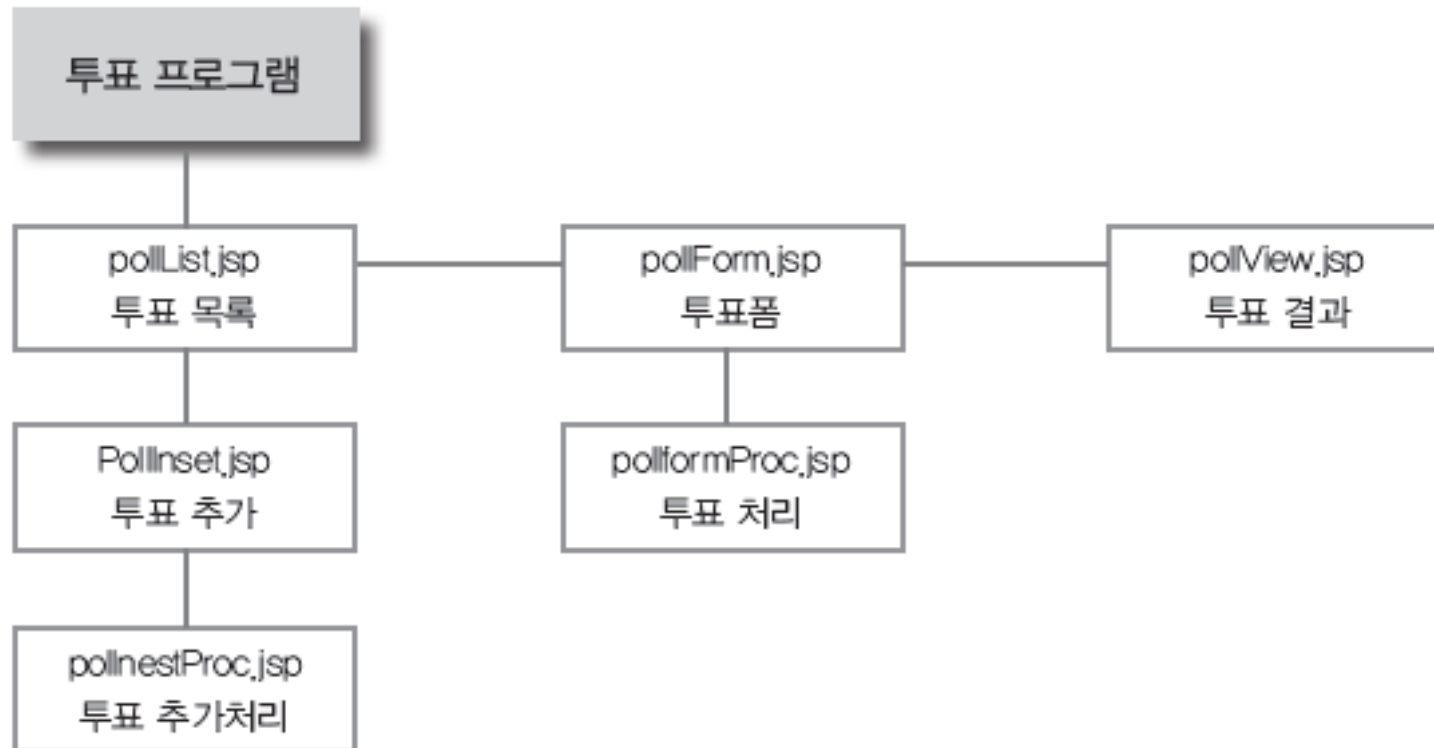 투표 프로그램
pollList.jsp
투표 목록
pollForm.jsp
투표폼
pollView.jsp
투표 결과
PollInset.jsp
투표 추가
pollformProc.jsp
투표 처리
pollnestProc.jsp
투표 추가처리